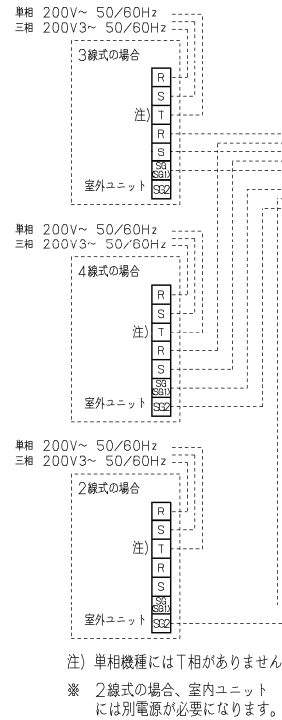 単相 200V~ 50/60Hz
三相 200V3~ 50/60Hz
3線式の場合
R
S
注) T
R
S
SG
(SG1)
室外ユニット SG2
単相 200V~ 50/60Hz
三相 200V3~ 50/60Hz
4線式の場合
R
S
注) T
R
S
SG
(SG1)
室外ユニット SG2
単相 200V~ 50/60Hz
三相 200V3~ 50/60Hz
2線式の場合
R
S
注) T
R
S
SG
(SG1)
室外ユニット SG2
注) 単相機種にはT相がありません
※ 2線式の場合、室内ユニット
には別電源が必要になります。